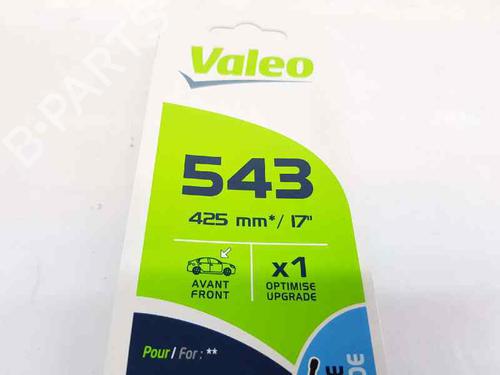 B-PARTS
Valeo
543
425 mm*/ 17"
AVANT
FRONT
x1
OPTIMISE
UPGRADE
Pour/ For : **